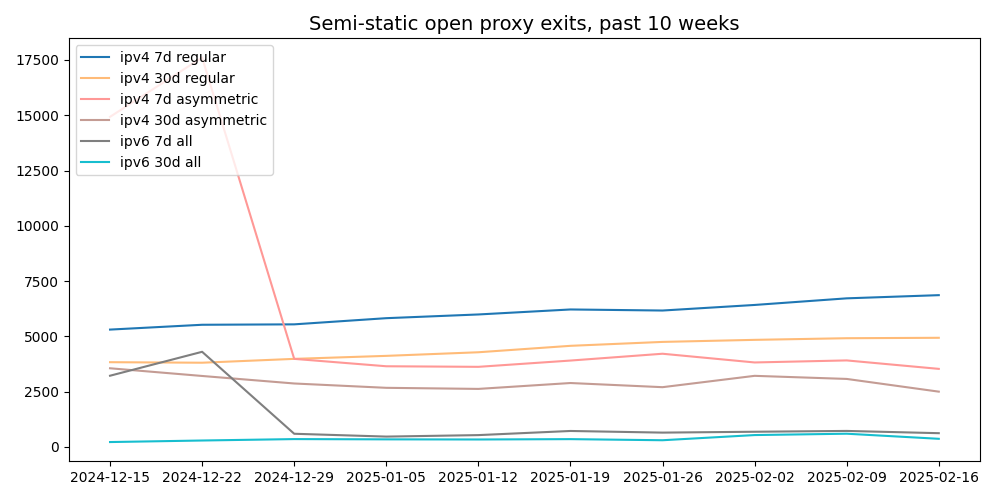 Semi-static open proxy exits, past 10 weeks
17500
15000
12500
10000
7500
5000
2500
0
ipv4 7d regular
ipv4 30d regular
ipv4 7d asymmetric
ipv4 30d asymmetric
ipv6 7d all
ipv6 30d all
2024-12-15 2024-12-22 2024-12-29 2025-01-05 2025-01-12 2025-01-19 2025-01-26 2025-02-02 2025-02-09 2025-02-16